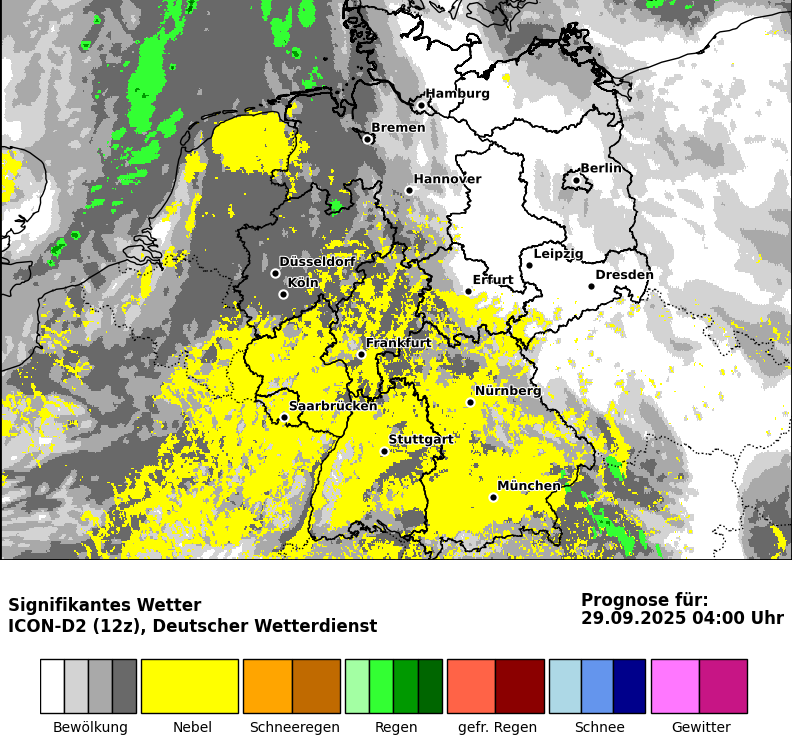 Hamburg
Bremen
Hannover
Berlin
Düsseldorf
Köln
Leipzig
Erfurt
Dresden
Frankfurt
Saarbrücken
Nürnberg
Stuttgart
München
Signifikantes Wetter
ICON-D2 (12z), Deutscher Wetterdienst
Prognose für:
29.09.2025 04:00 Uhr
Bewölkung
Nebel
Schneeregen
Regen
gefr. Regen
Schnee
Gewitter